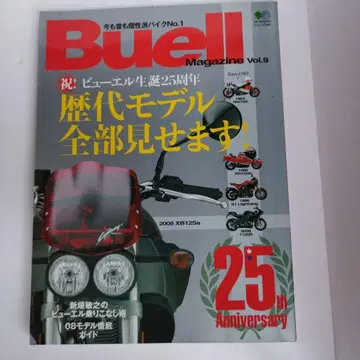 今も昔も個性派バイクNo.1
Buell
Magazine Vol.9
祝! ビューエル生誕25周年
歴代モデル
全部見せます!
2008 XB12Ss
新垣敏之の
ビューエル乗りこなし術
08モデル徹底
ガイド
25th
Anniversary